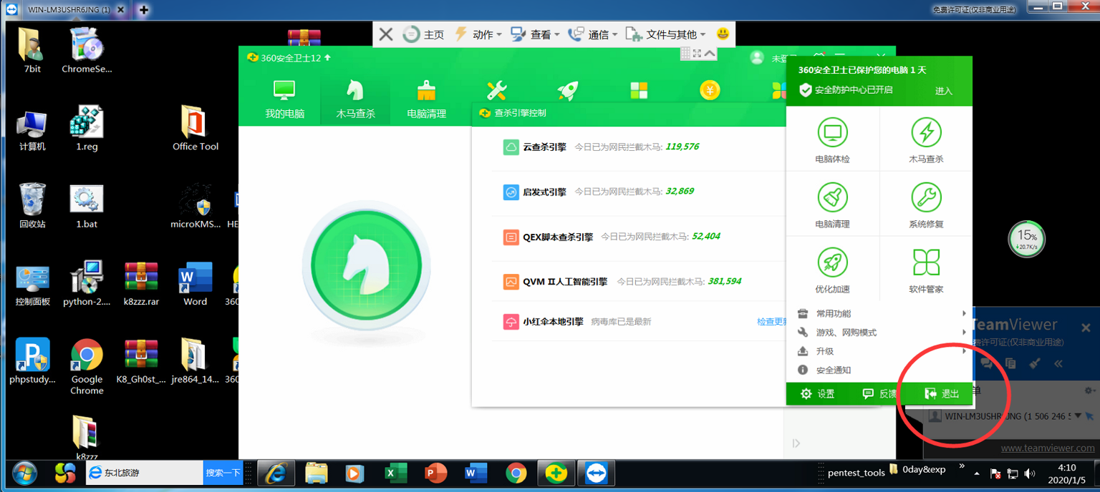 WIN-LM3USHR6JNG (1
免费许可证(仅非商业用途)
主页
动作
查看
通信
文件与其他
7bit
ChromeSe...
计算机
1.reg
Office Tool
回收站
1.bat
microKMS...
HE
控制面板
python-2....
k8zzz.rar
Word
360
phpstudy...
Google Chrome
K8_Gh0st_...
jre864_14...
360
k8zzz
360安全卫士12
我的电脑
木马查杀
电脑清理
查杀引擎控制
云查杀引擎 今日已为网民拦截木马: 119,576
启发式引擎 今日已为网民拦截木马: 32,869
QEX脚本查杀引擎 今日已为网民拦截木马: 52,404
QVM II人工智能引擎 今日已为网民拦截木马: 381,594
小红伞本地引擎 病毒库已是最新
检查更新
360安全卫士已保护您的电脑 1 天
安全防护中心已开启
进入
电脑体检
木马查杀
电脑清理
系统修复
优化加速
软件管家
常用功能
游戏、网购模式
升级
安全通知
设置
反馈
退出
15%
20.7K/s
TeamViewer
许可证(仅非商业用途)
单
WIN-LM3USHR6JNG (1 506 246 5
www.teamviewer.com
东北旅游
搜索一下
pentest_tools
0day&exp
4:10
2020/1/5